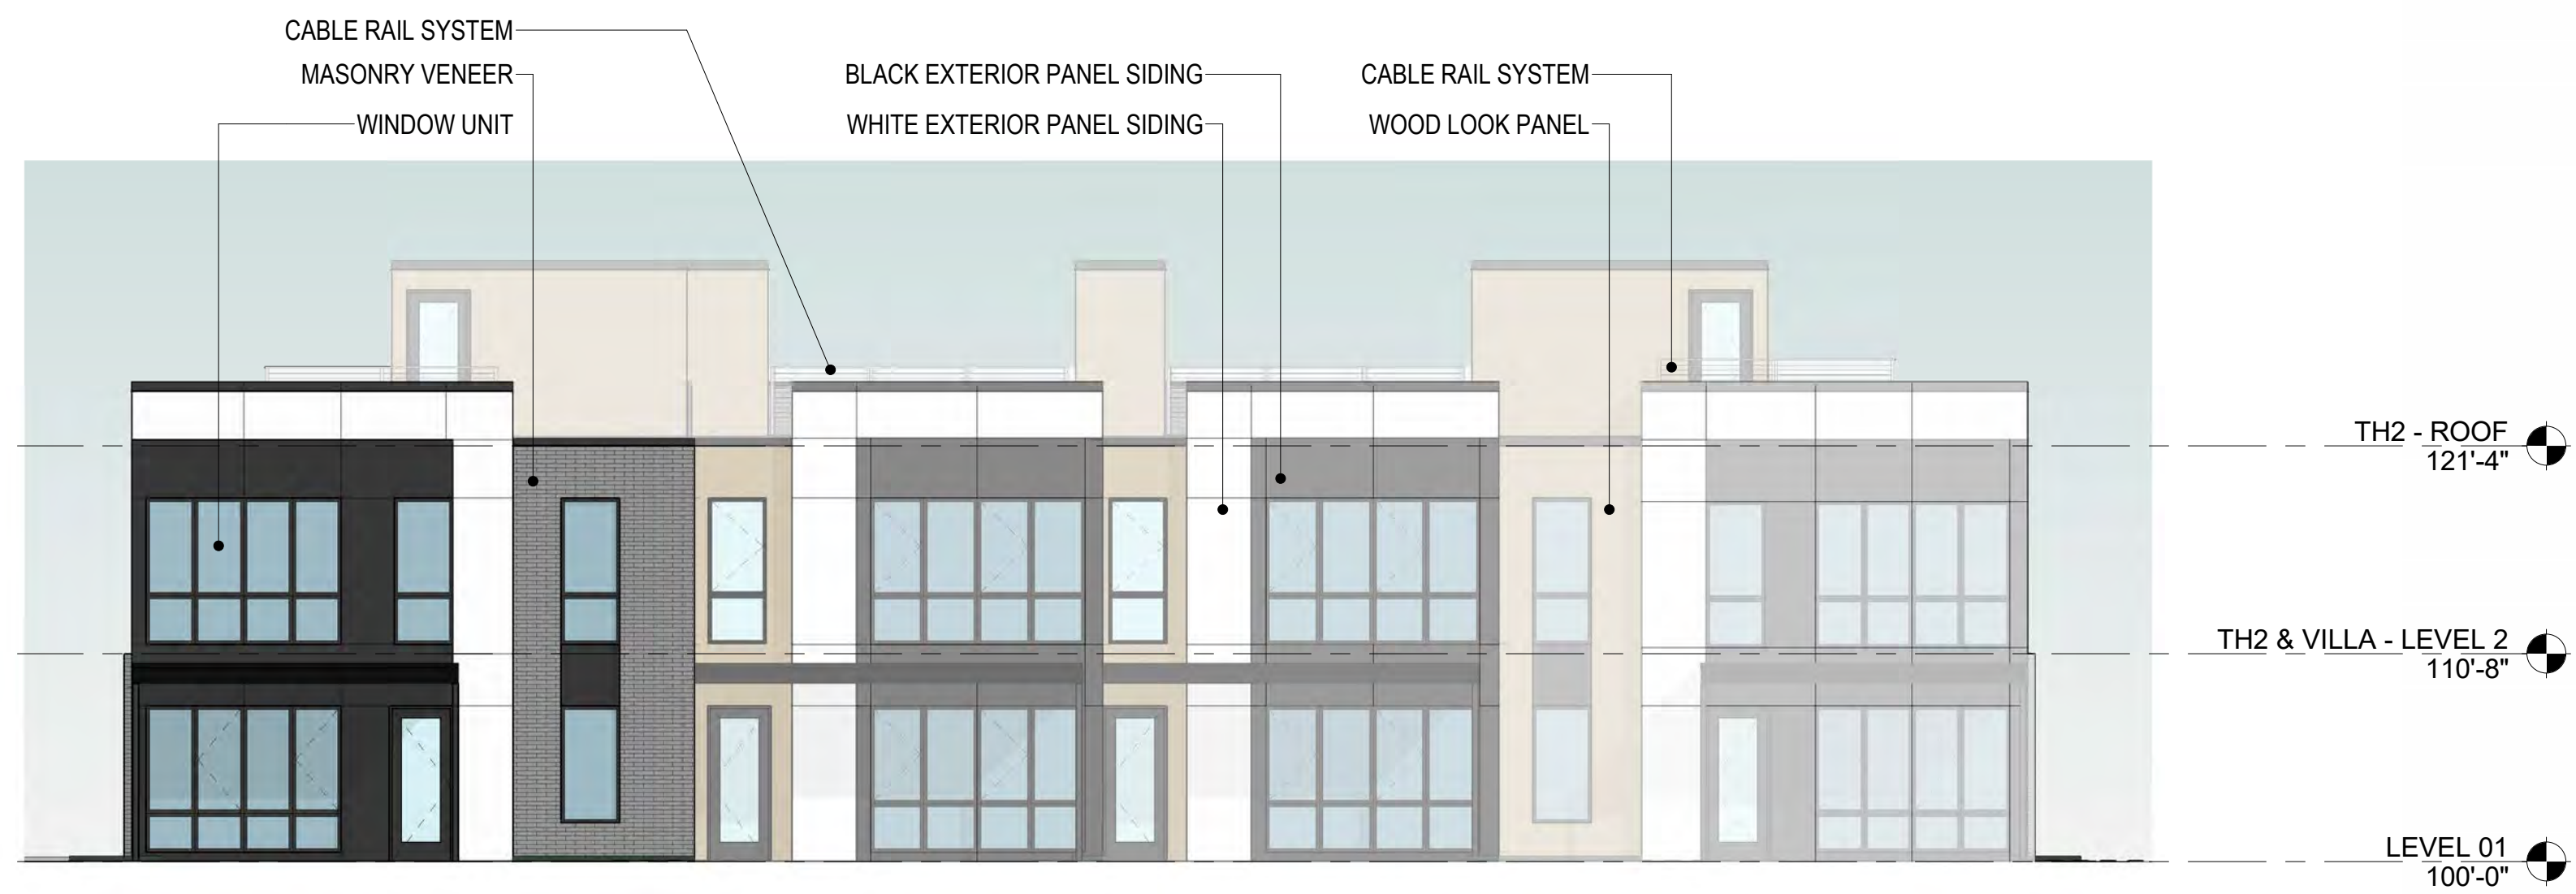 CABLE RAIL SYSTEM
MASONRY VENEER
WINDOW UNIT
BLACK EXTERIOR PANEL SIDING
WHITE EXTERIOR PANEL SIDING
CABLE RAIL SYSTEM
WOOD LOOK PANEL
TH2 - ROOF
121'-4"
TH2 & VILLA - LEVEL 2
110'-8"
LEVEL 01
100'-0"